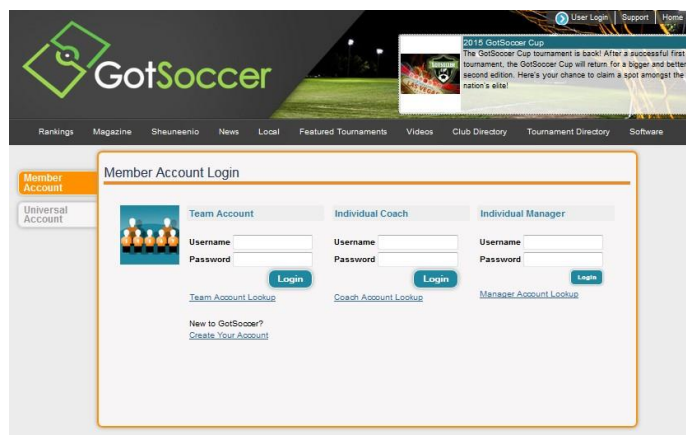 User Login Support Home
GotSoccer
2015 GotSoccer Cup
The GotSoccer Cup tournament is back! After a successful first
tournament, the GotSoccer Cup will return for a bigger and better
second edition. Here's your chance to claim a spot amongst the
nation's elite!
Rankings Magazine Sheuneenio News Local Featured Tournaments Videos Club Directory Tournament Directory Software
Member
Account
Universal
Account
Member Account Login
Team Account
Username
Password
Login
Team Account Lookup
New to GotSoccer?
Create Your Account
Individual Coach
Username
Password
Login
Coach Account Lookup
Individual Manager
Username
Password
Login
Manager Account Lookup